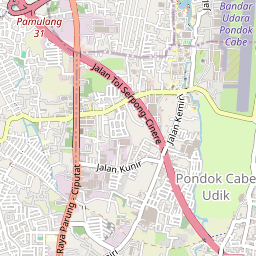 Pamulang
31
Bandar
Udara
Pondok
Cabe
Jalan Tol Serpong-Cinere
Jalan Kemiri
Jalan Kunir
Pondok Cabe
Udik
Raya Parung - Ciputat